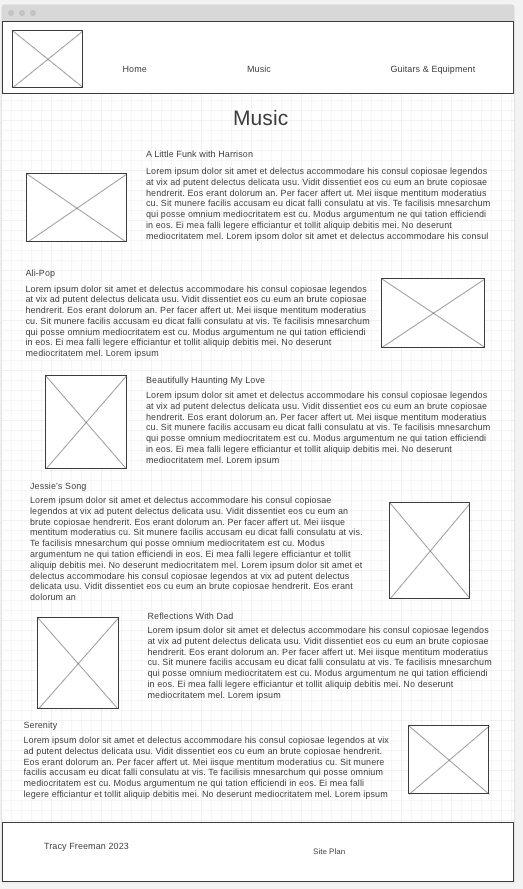 Home Music Guitars & Equipment
Music
A Little Funk with Harrison
Lorem ipsum dolor sit amet et delectus accommodare his consul copiosae legendos
at vix ad putent delectus delicata usu. Vidit dissentiet eos cu eum an brute copiosae
hendrerit. Eos erant dolorum an. Per facer affert ut. Mei iisque mentitum moderatius
cu. Sit munere facilis accusam eu dicat falli consulatu at vis. Te facilisis mnesarchum
qui posse omnium mediocritatem est cu. Modus argumentum ne qui tation efficiendi
in eos. Ei mea falli legere efficiantur et tollit aliquip debitis mei. No deserunt
mediocritatem mel. Lorem ipsom dolor si amet et delectus accommodare his consul
Ali-Pop
Lorem ipsum dolor sit amet et delectus accommodare his consul copiosae legendos
at vix ad putent delectus delicata usu. Vidit dissentiet eos cu eum an brute copiosae
hendrerit. Eos erant dolorum an. Per facer affert ut. Mei iisque mentitum moderatius
cu. Sit munere facilis accusam eu dicat falli consulatu at vis. Te facilisis mnesarchum
qui posse omnium mediocritatem est cu. Modus argumentum ne qui tation efficiendi
in eos. Ei mea falli legere efficiantur et tollit aliquip debitis mei. No deserunt
mediocritatem mel. Lorem ipsum
Beautifully Haunting My Love
Lorem ipsum dolor sit amet et delectus accommodare his consul copiosae legendos
at vix ad putent delectus delicata usu. Vidit dissentiet eos cu eum an brute copiosae
hendrerit. Eos erant dolorum an. Per facer affert ut. Mei iisque mentitum moderatius
cu. Sit munere facilis accusam eu dicat falli consulatu at vis. Te facilisis mnesarchum
qui posse omnium mediocritatem est cu. Modus argumentum ne qui tation efficiendi
in eos. Ei mea falli legere efficiantur et tollit aliquip debitis mei. No deserunt
mediocritatem mel. Lorem ipsum
Jessie's Song
Lorem ipsum dolor sit amet et delectus accommodare his consul copiosae
legendos at vix ad putent delectus delicata usu. Vidit dissentiet eos cu eum an
brute copiosae hendrerit. Eos erant dolorum an. Per facer affert ut. Mei iisque
mentitum moderatius cu. Sit munere facilis accusam eu dicat falli consulatu at vis.
Te facilisis mnesarchum qui posse omnium mediocritatem est cu. Modus
argumentum ne qui tation efficiendi in eos. Ei mea falli legere efficiantur et tollit
aliquip debitis mei. No deserunt mediocritatem mel. Lorem ipsum dolor sit amet et
delectus accommodare his consul copiosae legendos at vix ad putent delectus
delicata usu. Vidit dissentiet eos cu eum an brute copiosae hendrerit. Eos erant
dolorum an
Reflections With Dad
Lorem ipsum dolor sit amet et delectus accommodare his consul copiosae legendos
at vix ad putent delectus delicata usu. Vidit dissentiet eos cu eum an brute copiosae
hendrerit. Eos erant dolorum an. Per facer affert ut. Mei iisque mentitum moderatius
cu. Sit munere facilis accusam eu dicat falli consulatu at vis. Te facilisis mnesarchum
qui posse omnium mediocritatem est cu. Modus argumentum ne qui tation efficiendi
in eos. Ei mea falli legere efficiantur et tollit aliquip debitis mei. No deserunt
mediocritatem mel. Lorem ipsum
Serenity
Lorem ipsum dolor sit amet et delectus accommodare his consul copiosae legendos at vix
ad putent delectus delicata usu. Vidit dissentiet eos cu eum an brute copiosae hendrerit.
Eos erant dolorum an. Per facer affert ut. Mei iisque mentitum moderatius cu. Sit munere
facilis accusam eu dicat falli consulatu at vis. Te facilisis mnesarchum qui posse omnium
mediocritatem est cu. Modus argumentum ne qui tation efficiendi in eos. Ei mea falli
legere efficiantur et tollit aliquip debitis mei. No deserunt mediocritatem mel. Lorem ipsum
Tracy Freeman 2023
Site Plan